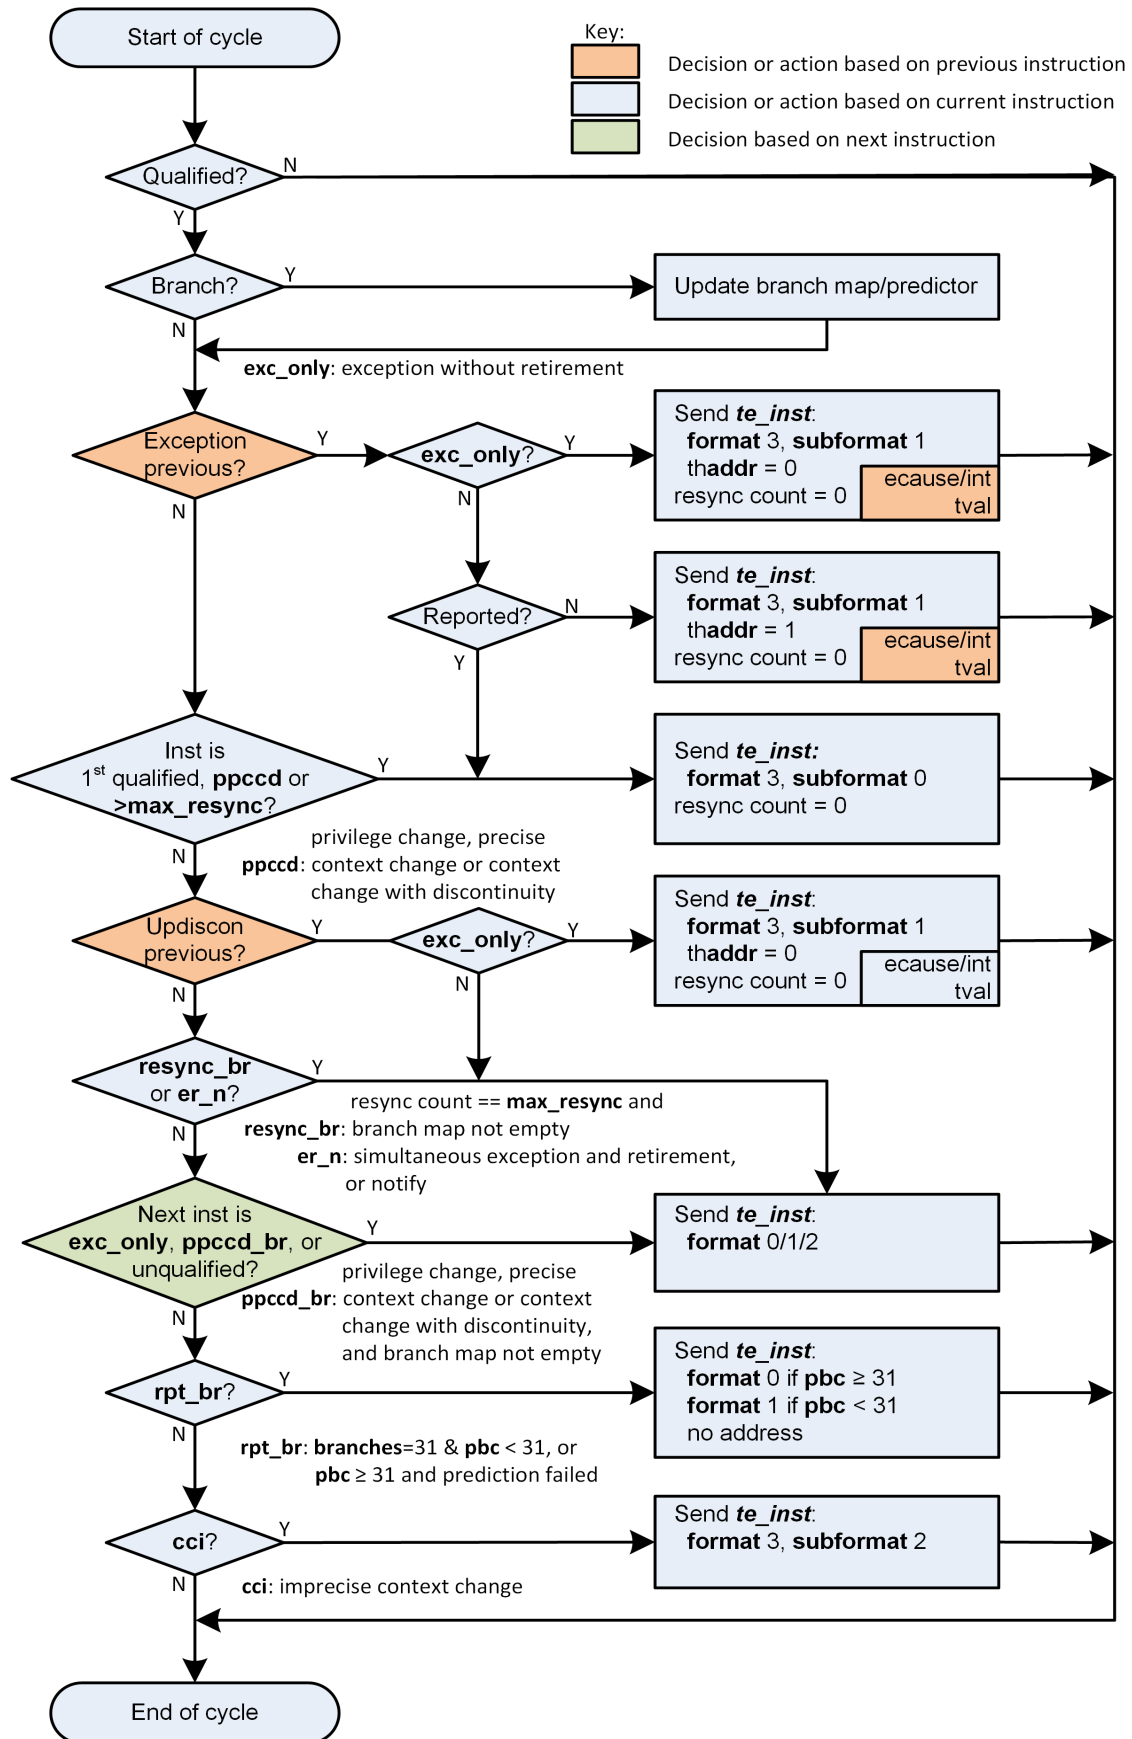 Start of cycle
Key:
Decision or action based on previous instruction
Decision or action based on current instruction
Decision based on next instruction
Qualified?
N
Y
Branch?
Y
Update branch map/predictor
N
exc_only: exception without retirement
Exception
previous?
Y
exc_only?
Y
Send te_inst:
format 3, subformat 1
thaddr = 0
resync count = 0
ecause/int
tval
N
N
Reported?
N
Send te_inst:
format 3, subformat 1
thaddr = 1
resync count = 0
ecause/int
tval
Y
Inst is
1st qualified, ppccd or
>max_resync?
Y
Send te_inst:
format 3, subformat 0
resync count = 0
N
privilege change, precise
ppccd: context change or context
change with discontinuity
Updiscon
previous?
Y
exc_only?
Y
Send te_inst:
format 3, subformat 1
thaddr = 0
resync count = 0
ecause/int
tval
N
N
resync_br
or er_n?
Y
resync count == max_resync and
resync_br: branch map not empty
er_n: simultaneous exception and retirement,
or notify
N
Next inst is
exc_only, ppccd_br, or
unqualified?
Y
Send te_inst:
format 0/1/2
privilege change, precise
ppccd_br: context change or context
change with discontinuity,
and branch map not empty
N
rpt_br?
Y
Send te_inst:
format 0 if pbc ≥ 31
format 1 if pbc < 31
no address
N
rpt_br: branches=31 & pbc < 31, or
pbc ≥ 31 and prediction failed
cci?
Y
Send te_inst:
format 3, subformat 2
N
cci: imprecise context change
End of cycle